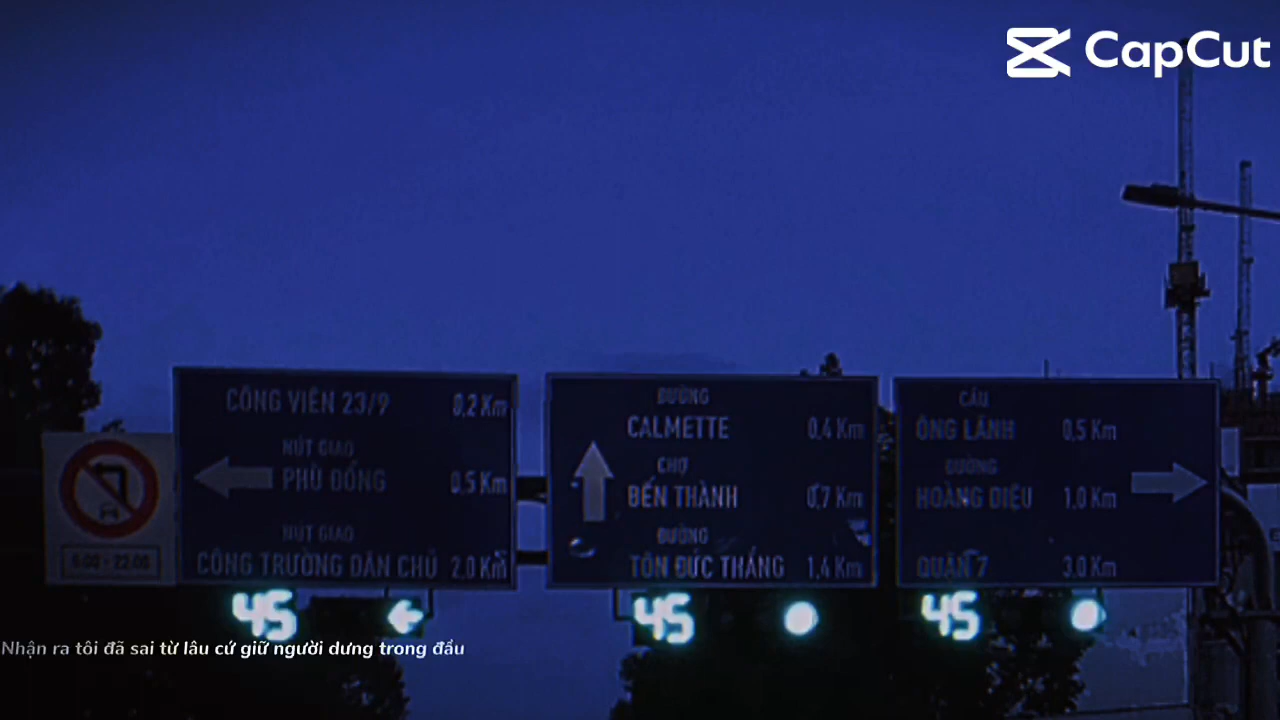 CapCut
CÔNG VIÊN 23/9 0,2 Km
NÚT GIAO
PHÙ ĐỔNG 0,5 Km
NÚT GIAO
CÔNG TRƯỜNG DÂN CHỦ 2,0 Km
ĐƯỜNG
CALMETTE 0,4 Km
CHỢ
BẾN THÀNH 0,7 Km
ĐƯỜNG
TÔN ĐỨC THẮNG 1,4 Km
CẦU
ÔNG LÃNH 0,5 Km
ĐƯỜNG
HOÀNG DIỆU 1,0 Km
QUẬN 7 3,0 Km
6:00 - 22:00
45
45
45
Nhận ra tôi đã sai từ lâu cứ giữ người dưng trong đầu